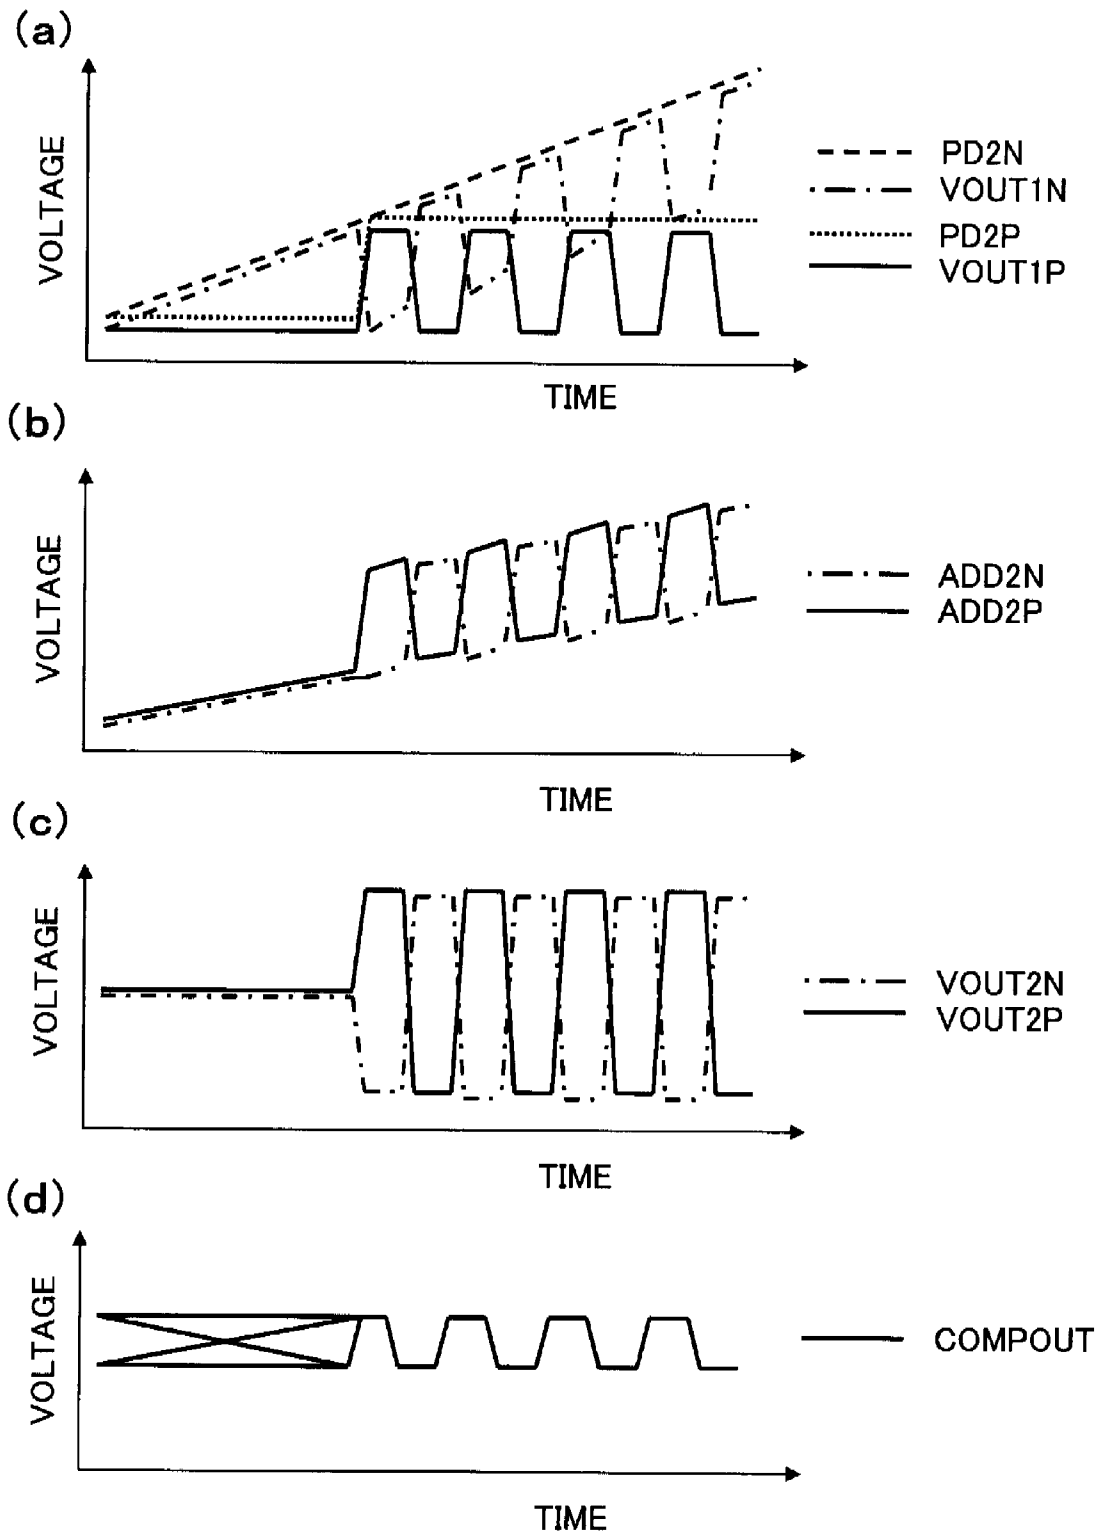 (a)
VOLTAGE
PD2N
VOUT1N
PD2P
VOUT1P
TIME
(b)
VOLTAGE
ADD2N
ADD2P
TIME
(c)
VOLTAGE
VOUT2N
VOUT2P
TIME
(d)
VOLTAGE
COMPOUT
TIME